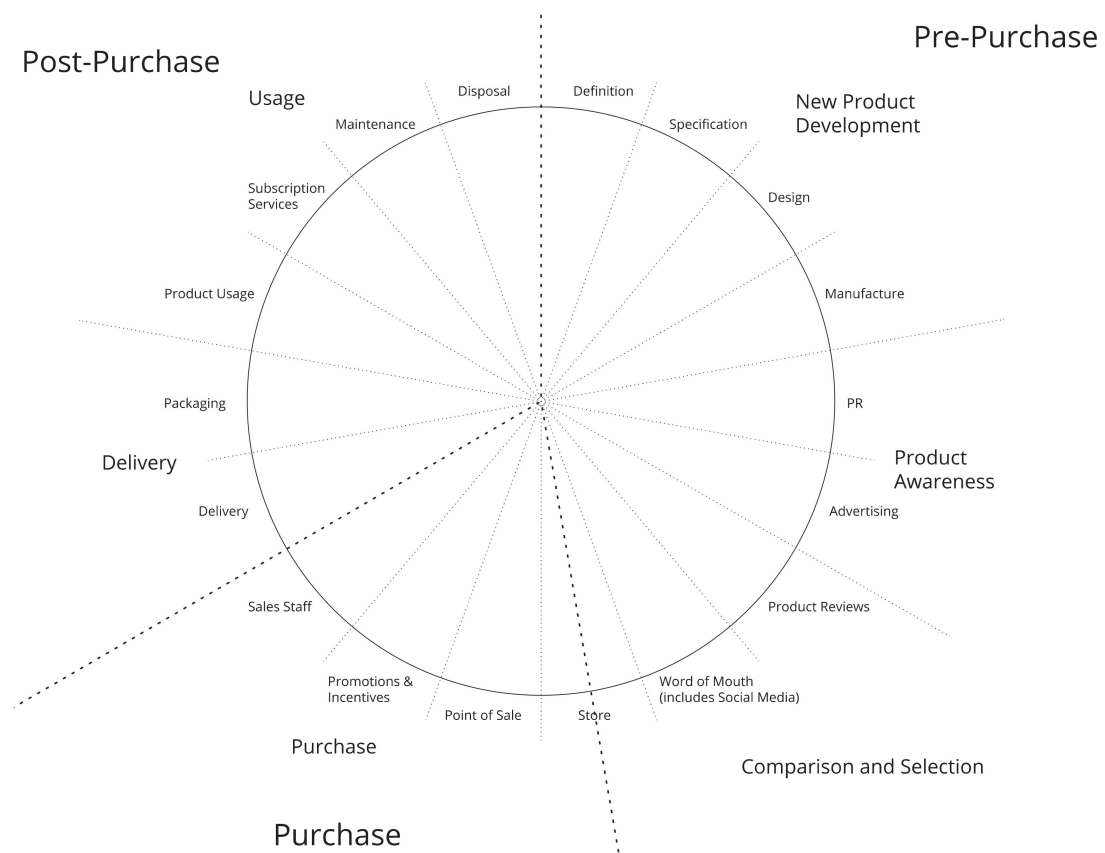 Pre-Purchase
Post-Purchase
Disposal
Definition
Usage
New Product
Development
Maintenance
Specification
Subscription
Services
Design
Product Usage
Manufacture
Packaging
PR
Delivery
Product
Awareness
Delivery
Advertising
Sales Staff
Product Reviews
Promotions &
Incentives
Word of Mouth
(includes Social Media)
Point of Sale
Store
Purchase
Comparison and Selection
Purchase